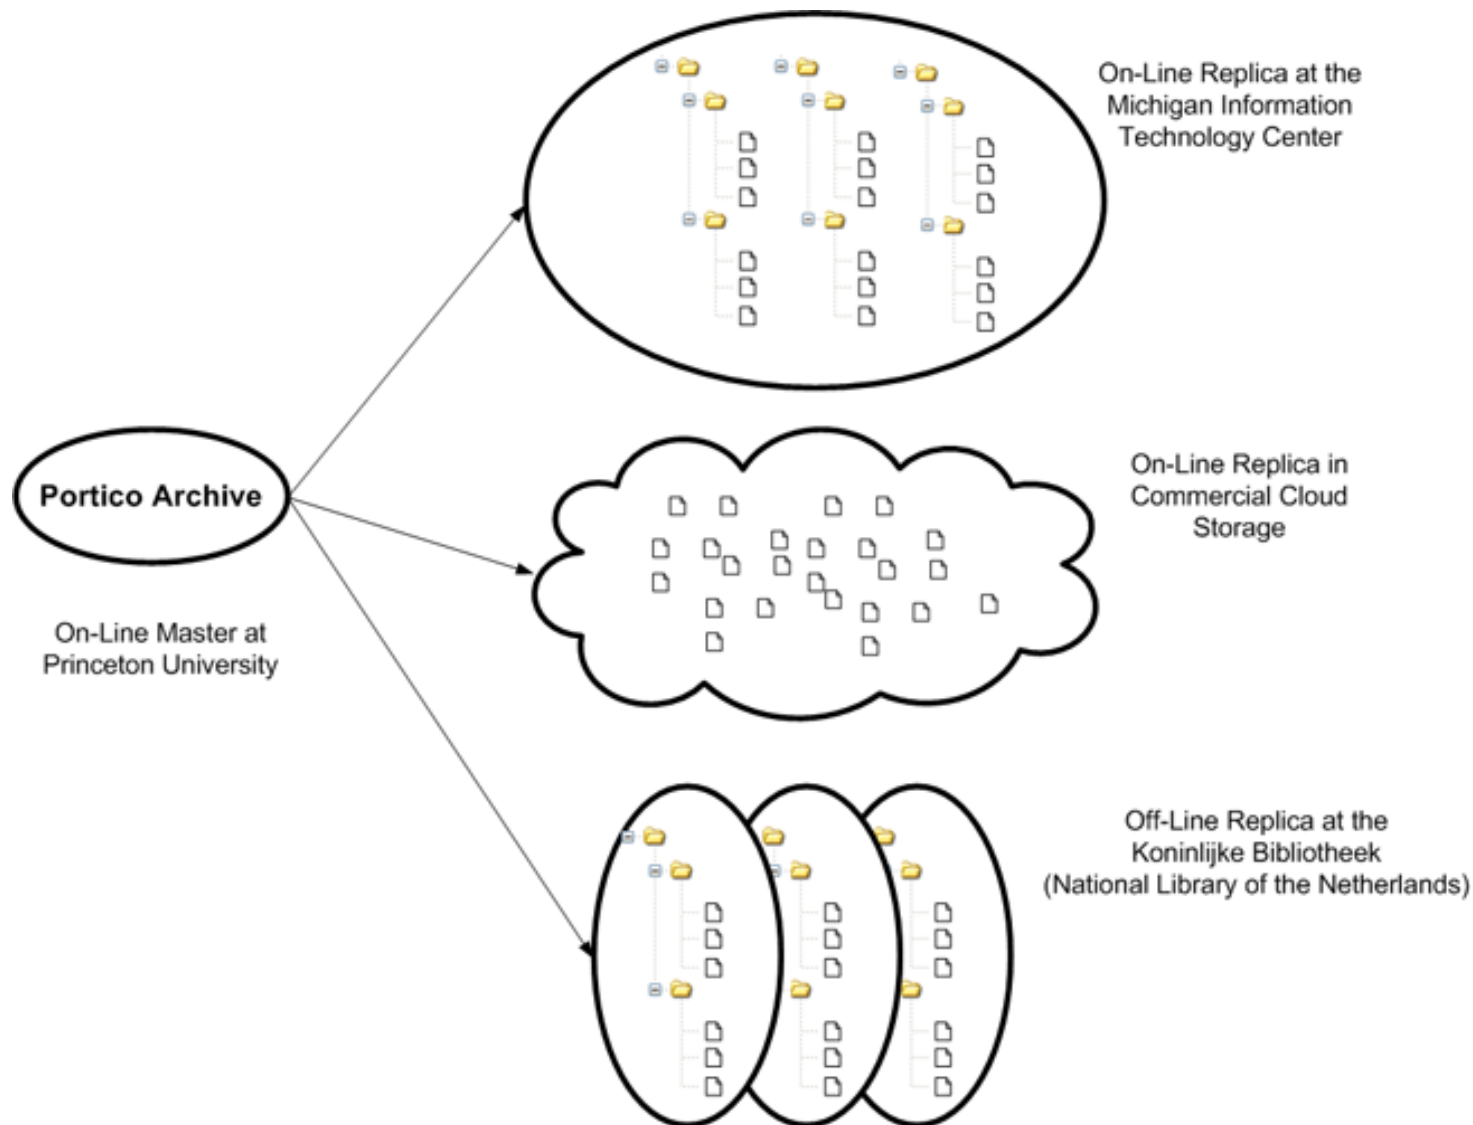 On-Line Replica at the
Michigan Information
Technology Center
Portico Archive
On-Line Master at
Princeton University
On-Line Replica in
Commercial Cloud
Storage
Off-Line Replica at the
Koninlijke Bibliotheek
(National Library of the Netherlands)